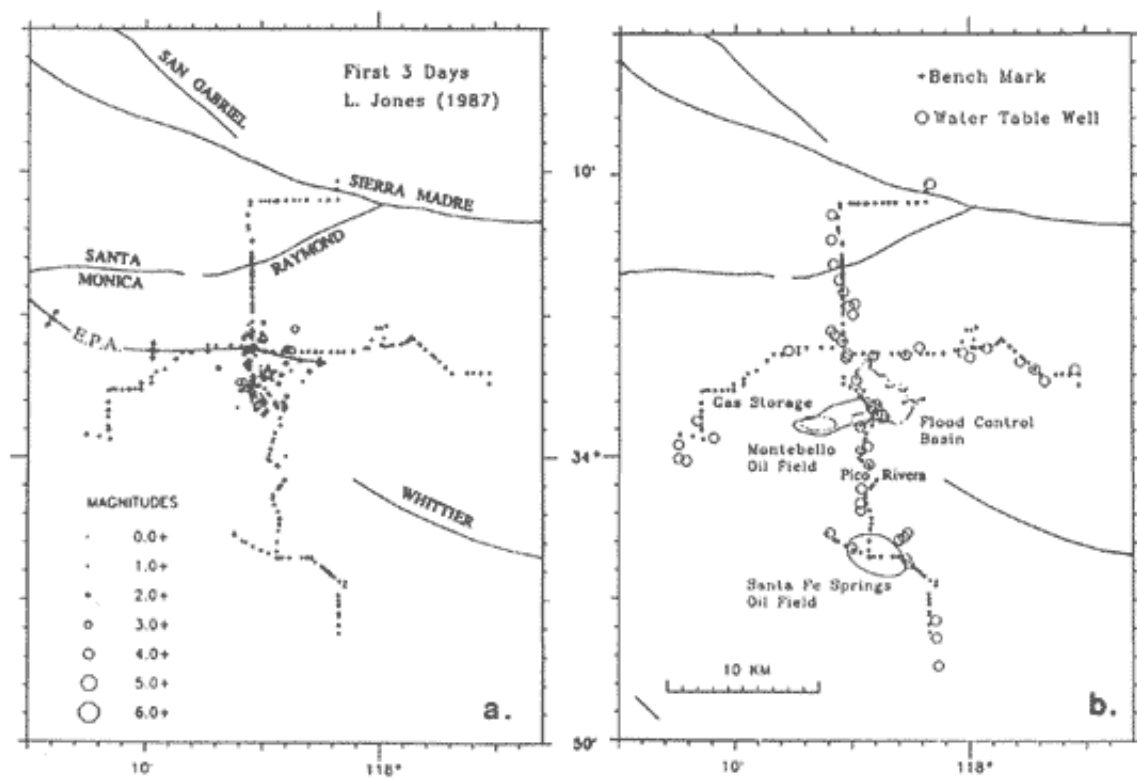 SAN GABRIEL
First 3 Days
L. Jones (1987)
SIERRA MADRE
RAYMOND
SANTA
MONICA
E.P.A.
WHITTIER
MAGNITUDES
0.0+
1.0+
2.0+
3.0+
4.0+
5.0+
6.0+
a.
10'
118°
Bench Mark
Water Table Well
10'
Gas Storage
Flood Control
Basin
Montebello
Oil Field
34°
Pico Rivera
Santa Fe Springs
Oil Field
10 KM
b.
50'
10'
118°